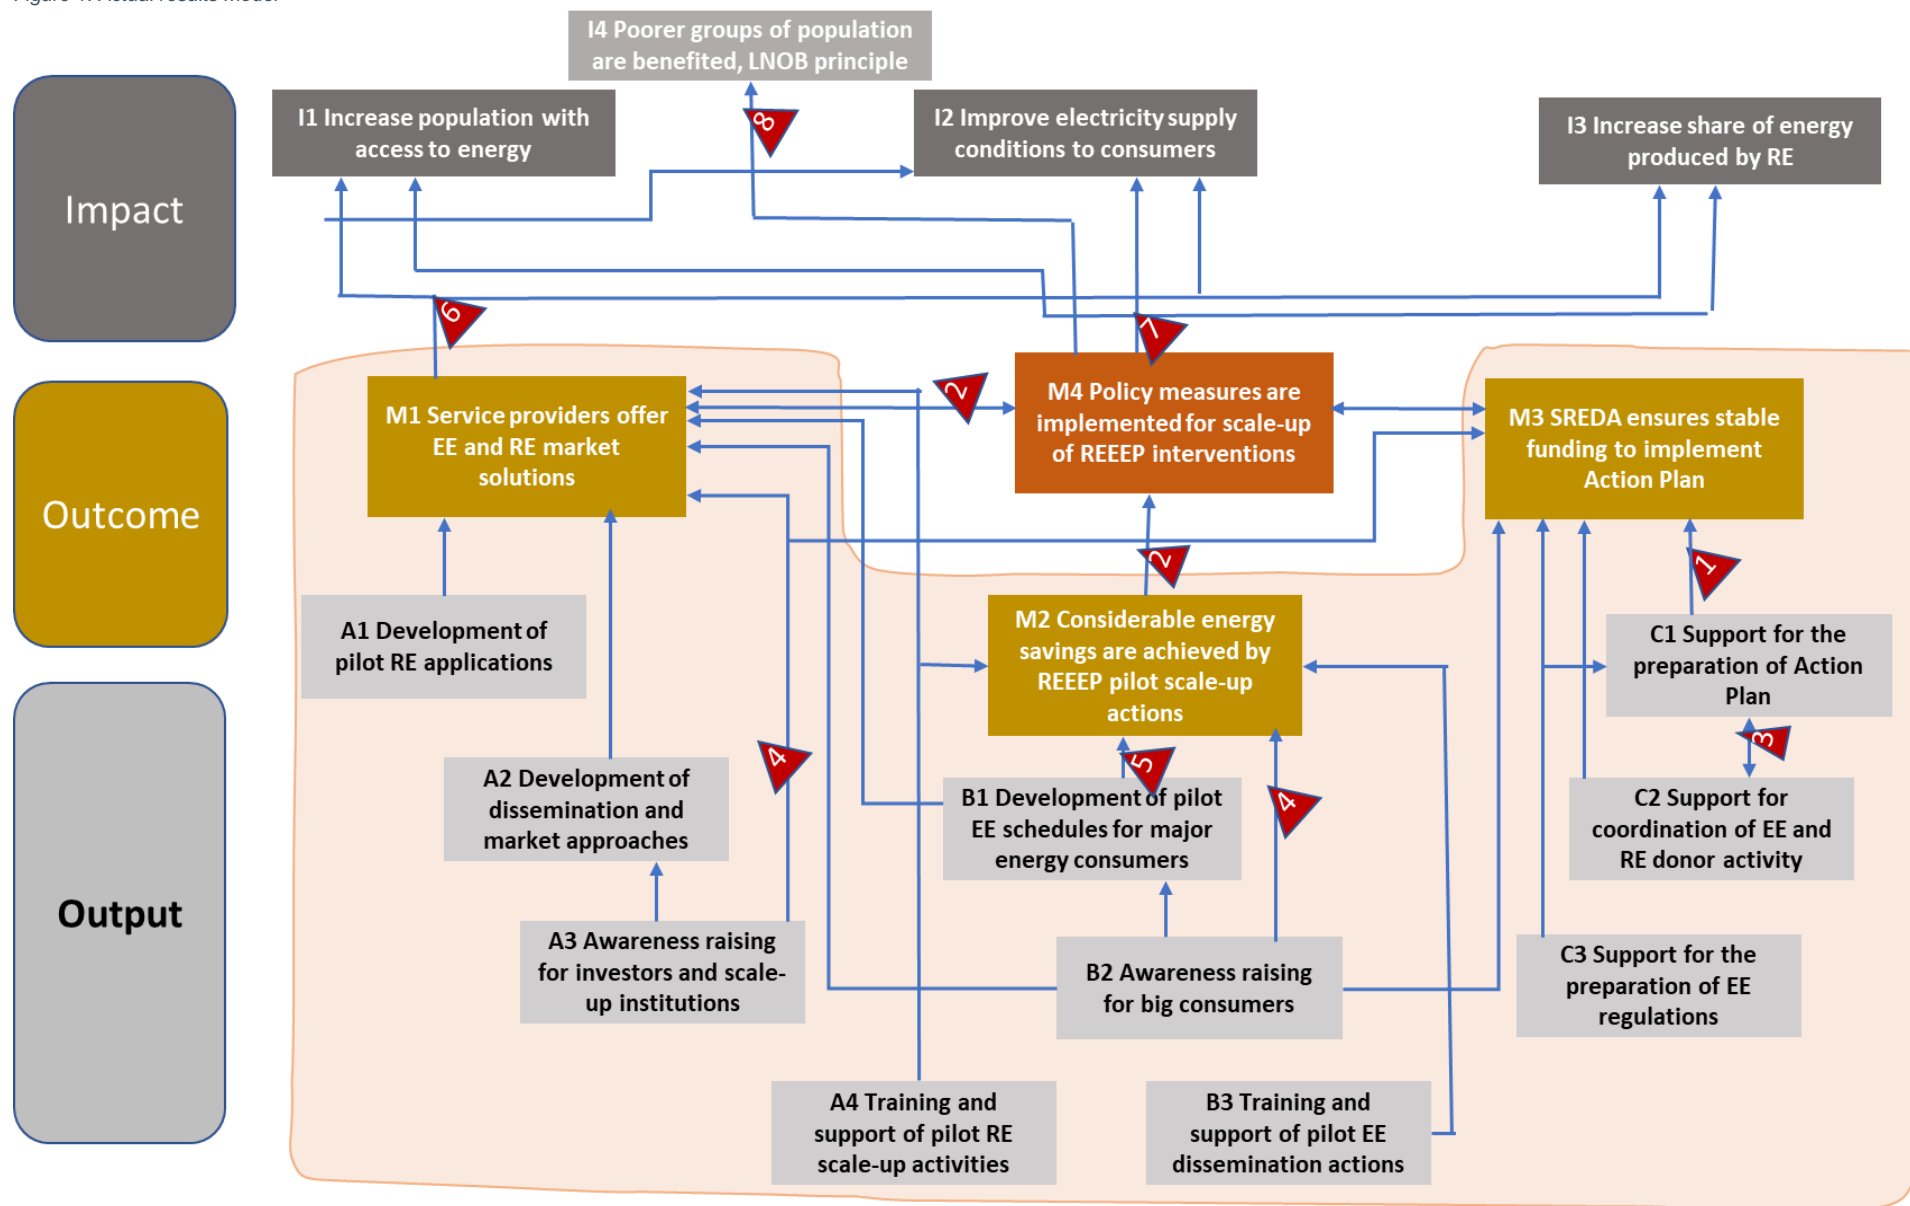 Figure 4: Actual results model
I4 Poorer groups of population
are benefited, LNOB principle
I1 Increase population with
access to energy
8
I2 Improve electricity supply
conditions to consumers
I3 Increase share of energy
produced by RE
Impact
6
7
M1 Service providers offer
EE and RE market
solutions
2
M4 Policy measures are
implemented for scale-up
of REEEP interventions
M3 SREDA ensures stable
funding to implement
Action Plan
Outcome
2
1
A1 Development of
pilot RE applications
M2 Considerable energy
savings are achieved by
REEEP pilot scale-up
actions
C1 Support for the
preparation of Action
Plan
4
5
4
3
A2 Development of
dissemination and
market approaches
B1 Development of pilot
EE schedules for major
energy consumers
C2 Support for
coordination of EE and
RE donor activity
Output
A3 Awareness raising
for investors and scale-
up institutions
B2 Awareness raising
for big consumers
C3 Support for the
preparation of EE
regulations
A4 Training and
support of pilot RE
scale-up activities
B3 Training and
support of pilot EE
dissemination actions